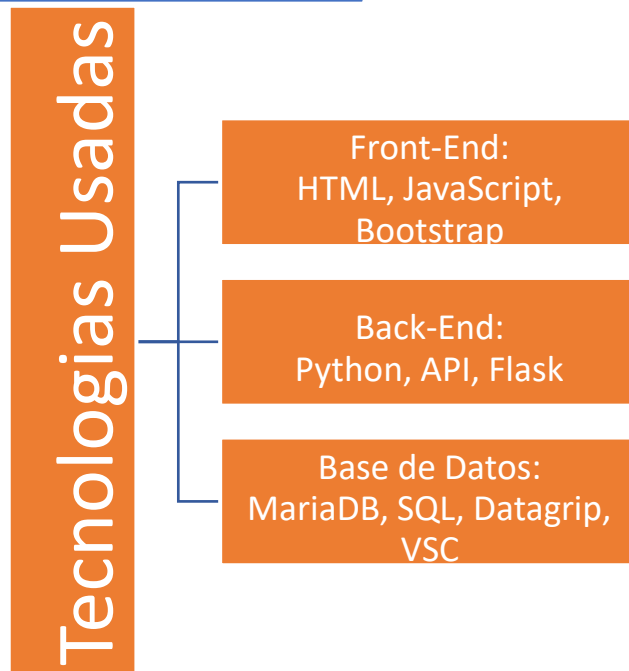 Tecnologias Usadas
Front-End:
HTML, JavaScript,
Bootstrap
Back-End:
Python, API, Flask
Base de Datos:
MariaDB, SQL, Datagrip,
VSC